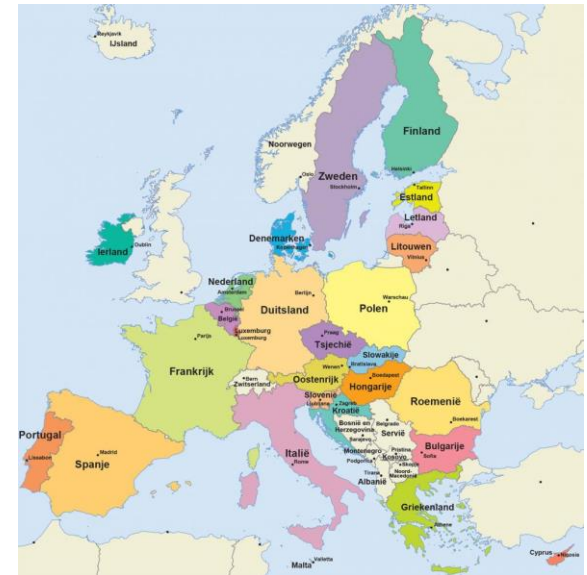 Reykjavik
IJsland
Finland
Noorwegen
Zweden
Helsinki
Oslo
Stockholm
Tallinn
Estland
Letland
Riga
Ierland
Dublin
Denemarken
Litouwen
Vilnius
Nederland
Amsterdam
Berlijn
Duitsland
Warschau
Polen
Brussel
België
Luxemburg
Luxemburg
Praag
Tsjechië
Parijs
Frankrijk
Slowakije
Bratislava
Wenen
Oostenrijk
Boedapest
Hongarije
Bern
Zwitserland
Slovenië
Ljubljana
Zagreb
Kroatië
Roemenië
Boekarest
Bosnië en
Herzegovina
Sarajevo
Belgrado
Servië
Portugal
Lissabon
Madrid
Spanje
Italië
Rome
Montenegro
Podgorica
Pristina
Kosovo
Skopje
Noord-
Macedonië
Bulgarije
Sofia
Tirana
Albanië
Griekenland
Athene
Malta
Valletta
Cyprus
Nicosia